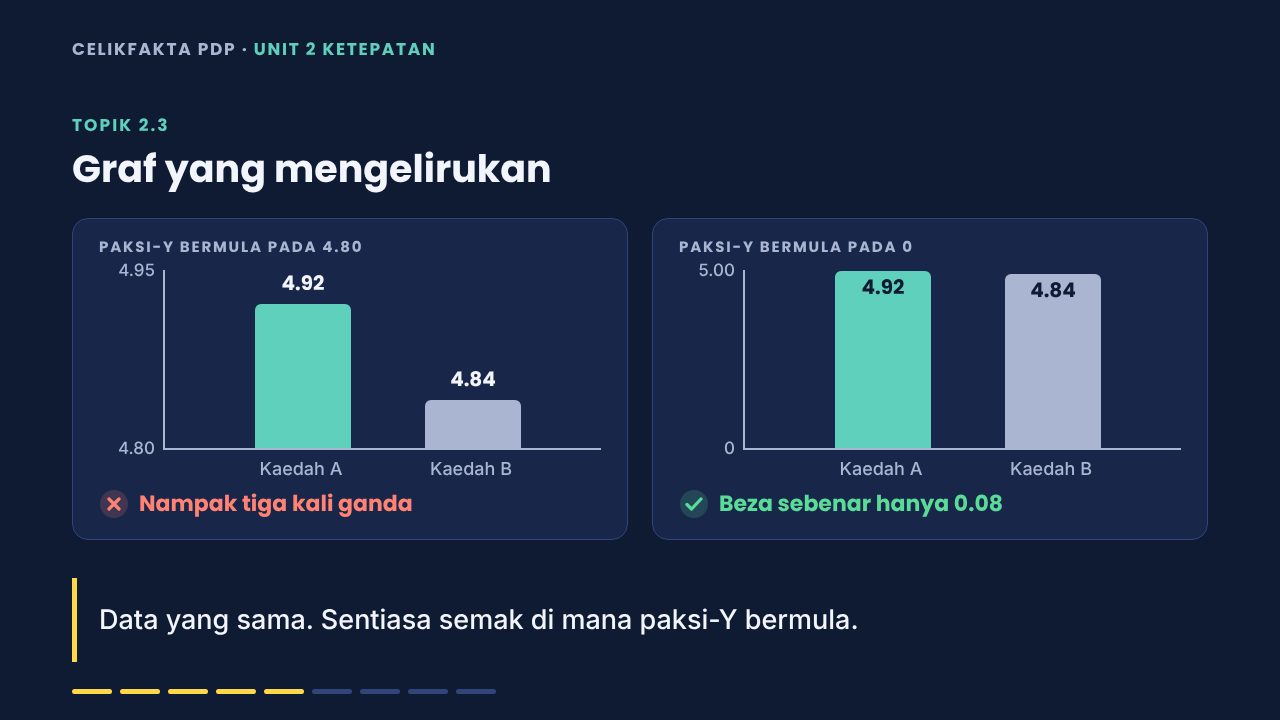 CELIKFAKTA PDP · UNIT 2 KETEPATAN
TOPIK 2.3
Graf yang mengelirukan
PAKSI-Y BERMULA PADA 4.80
4.95
4.92
4.84
4.80
Kaedah A
Kaedah B
Nampak tiga kali ganda
PAKSI-Y BERMULA PADA 0
5.00
4.92
4.84
0
Kaedah A
Kaedah B
Beza sebenar hanya 0.08
Data yang sama. Sentiasa semak di mana paksi-Y bermula.